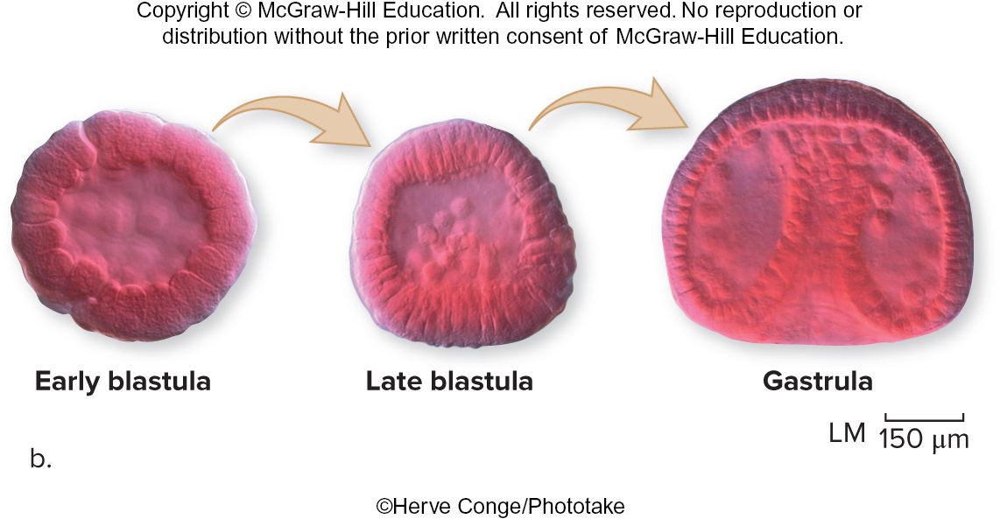 Copyright © McGraw-Hill Education. All rights reserved. No reproduction or
distribution without the prior written consent of McGraw-Hill Education.
Early blastula
Late blastula
Gastrula
LM 150 μm
b.
©Herve Conge/Phototake